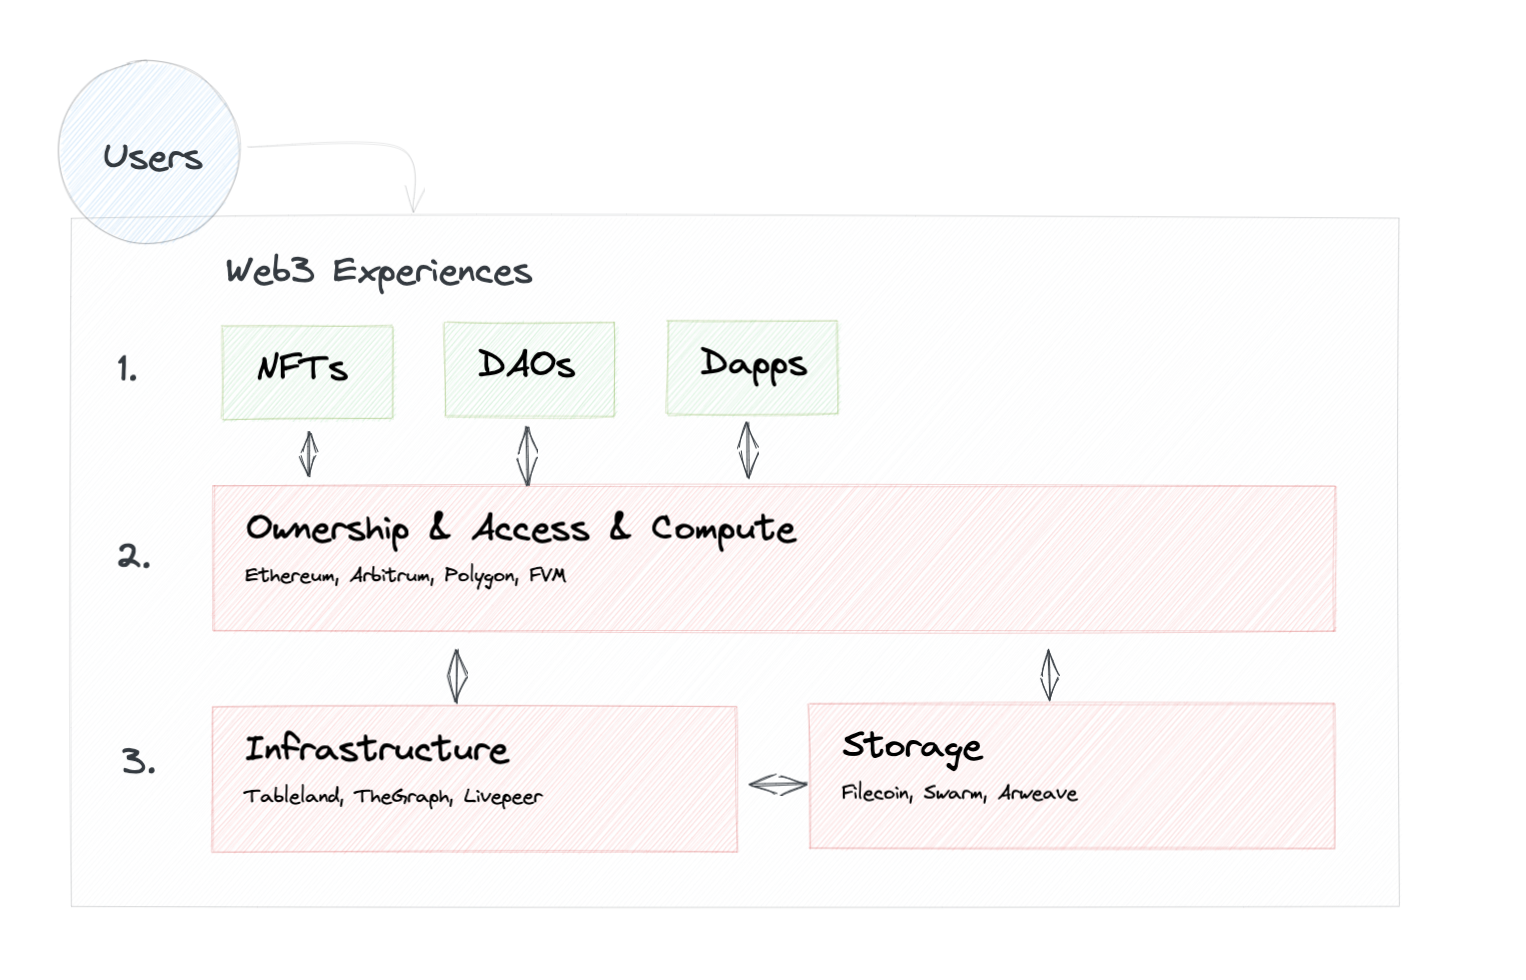 Users
Web3 Experiences
1.
NFTs
DAOs
Dapps
2.
Ownership & Access & Compute
Ethereum, Arbitrum, Polygon, FVM
3.
Infrastructure
Tableland, TheGraph, Livepeer
Storage
Filecoin, Swarm, Arweave